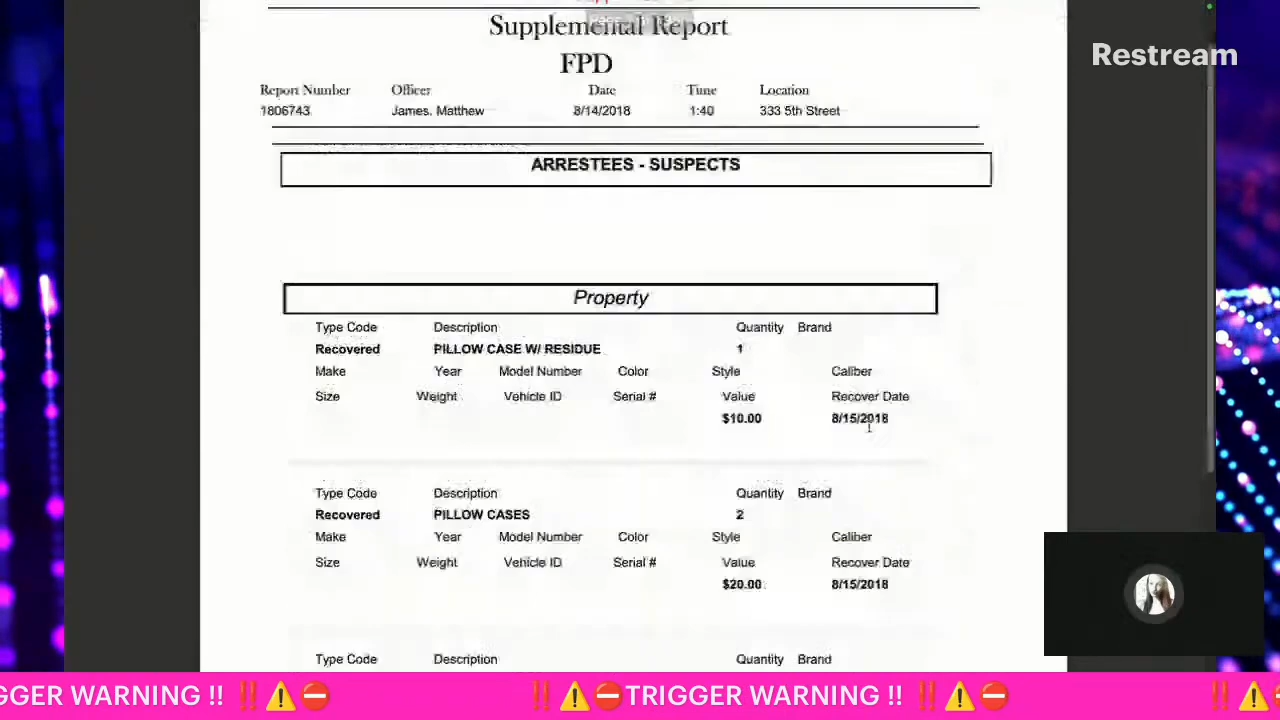 Restream
Supplemental Report
FPD
Report Number Officer Date Time Location
1806743 James, Matthew 8/14/2018 1:40 333 5th Street
ARRESTEES - SUSPECTS
Property
Type Code Description Quantity Brand
Recovered PILLOW CASE W/ RESIDUE 1
Make Year Model Number Color Style Caliber
Size Weight Vehicle ID Serial # Value Recover Date
$10.00 8/15/2018
Type Code Description Quantity Brand
Recovered PILLOW CASES 2
Make Year Model Number Color Style Caliber
Size Weight Vehicle ID Serial # Value Recover Date
$20.00 8/15/2018
Type Code Description Quantity Brand
GGER WARNING !! ‼️⚠️⛔ ‼️⚠️⛔TRIGGER WARNING !! ‼️⚠️⛔ ‼️⚠️